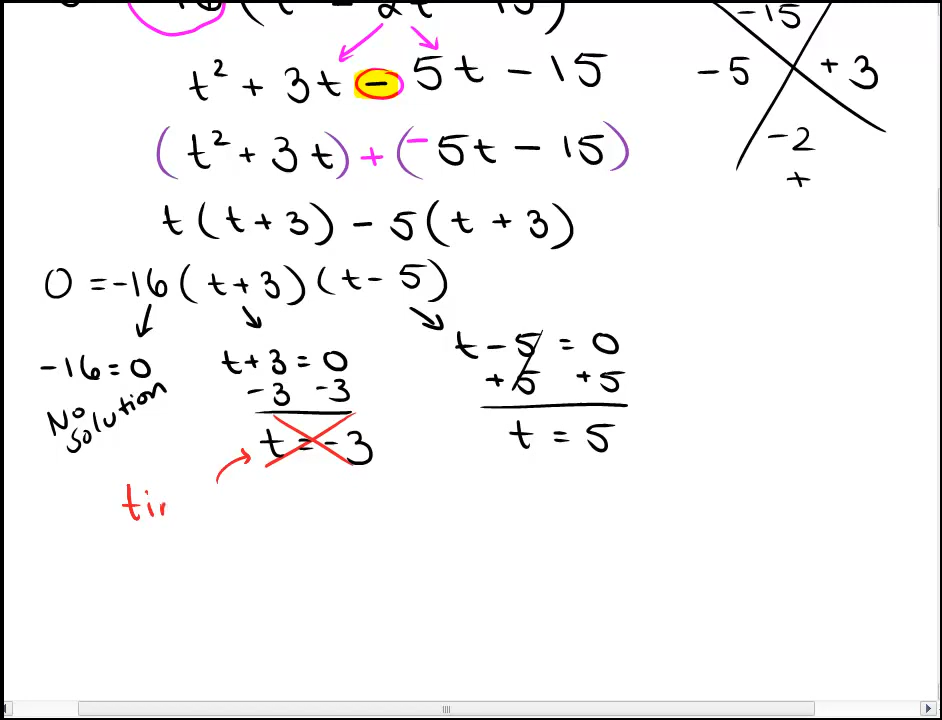 -15
t² + 3t - 5t - 15
-5 +3
(t² + 3t) + (-5t - 15)
-2
+
t(t+3) - 5(t+3)
0 = -16(t+3)(t-5)
-16=0
No solution
t+3=0
-3 -3
t=-3
t-5=0
+5 +5
t=5
tir